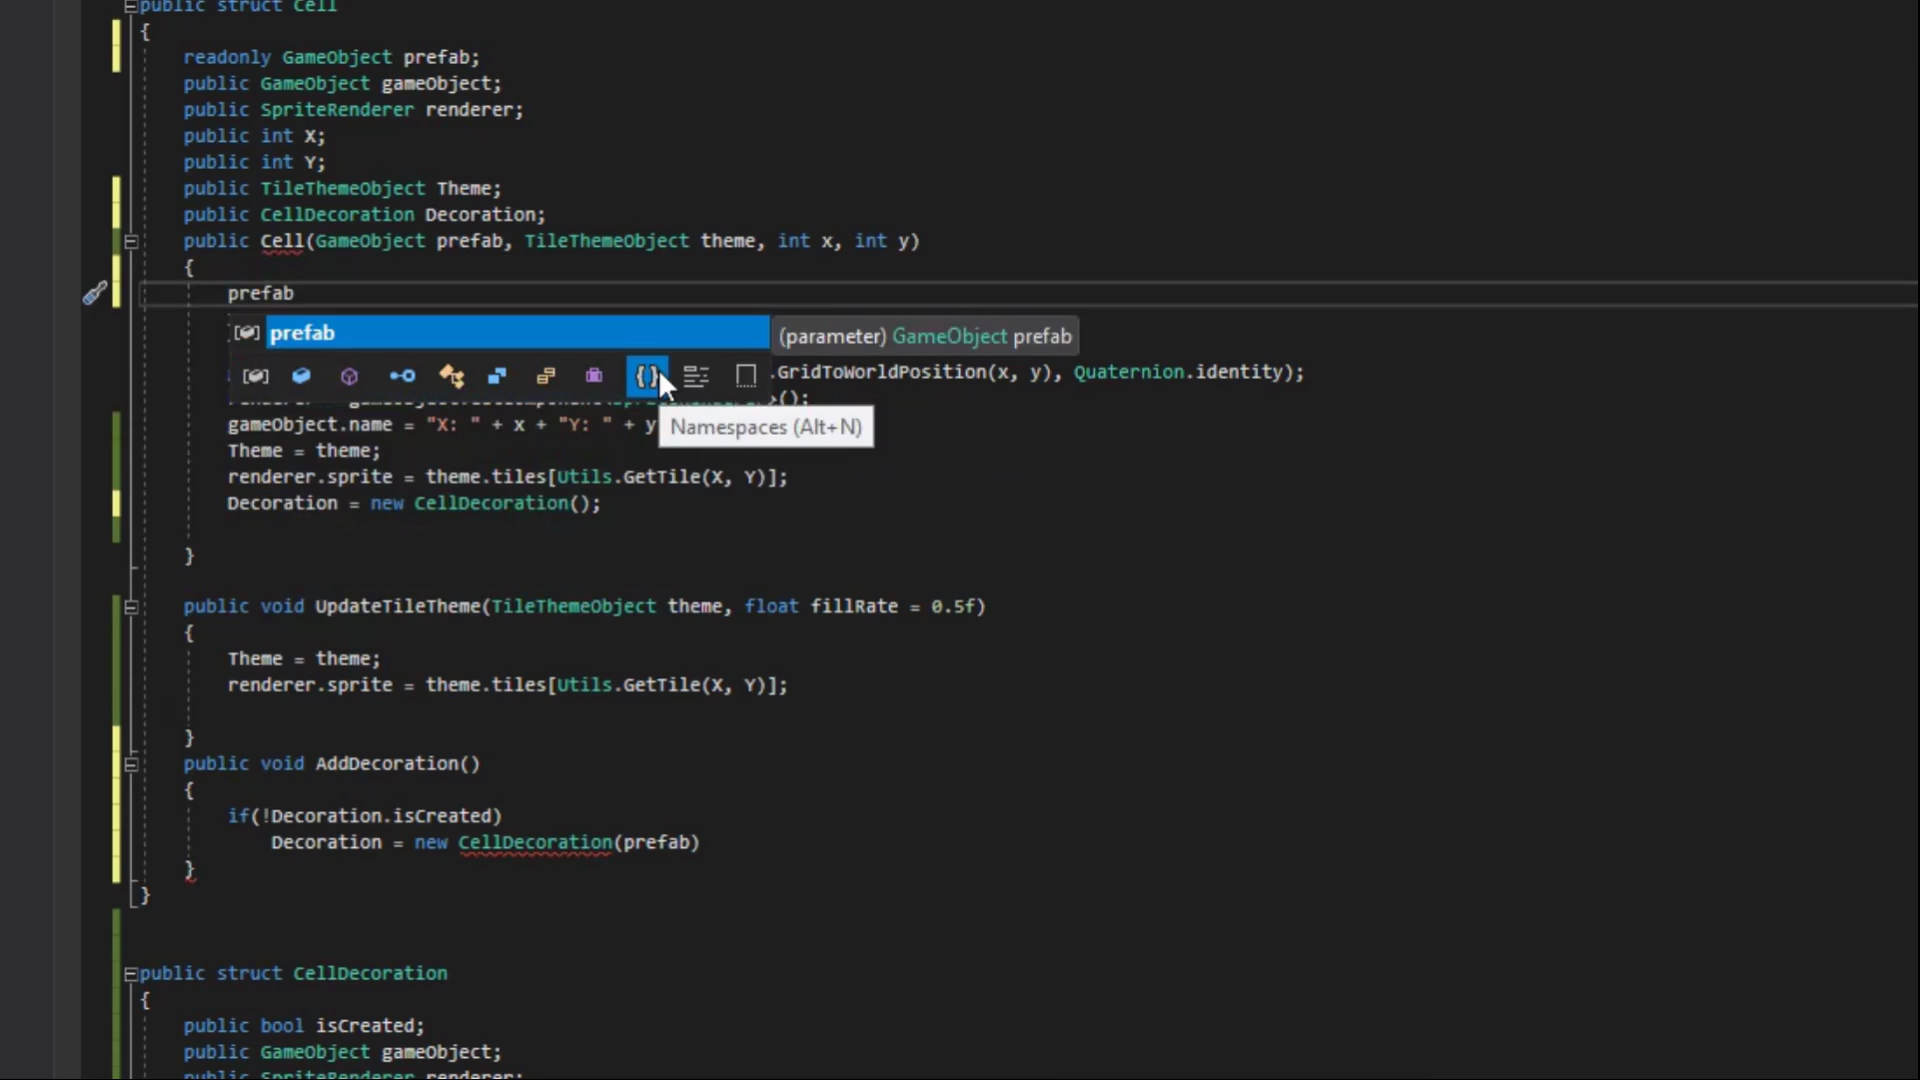 public struct Cell
{
readonly GameObject prefab;
public GameObject gameObject;
public SpriteRenderer renderer;
public int X;
public int Y;
public TileThemeObject Theme;
public CellDecoration Decoration;
public Cell(GameObject prefab, TileThemeObject theme, int x, int y)
{
prefab
prefab (parameter) GameObject prefab
.GridToWorldPosition(x, y), Quaternion.identity);
>();
gameObject.name = "X: " + x + "Y: " + y
Namespaces (Alt+N)
Theme = theme;
renderer.sprite = theme.tiles[Utils.GetTile(X, Y)];
Decoration = new CellDecoration();
}
public void UpdateTileTheme(TileThemeObject theme, float fillRate = 0.5f)
{
Theme = theme;
renderer.sprite = theme.tiles[Utils.GetTile(X, Y)];
}
public void AddDecoration()
{
if(!Decoration.isCreated)
Decoration = new CellDecoration(prefab)
}
}
public struct CellDecoration
{
public bool isCreated;
public GameObject gameObject;
public SpriteRenderer renderer;